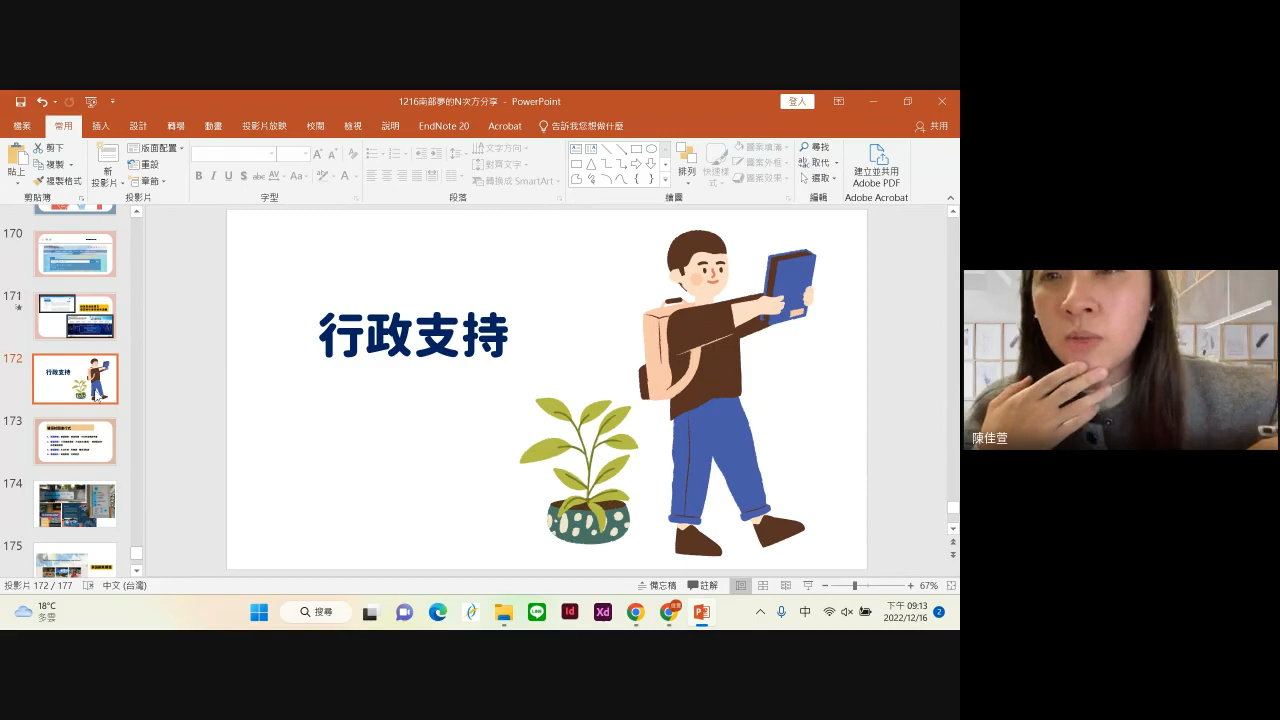 1216南部夢的N次方分享 - PowerPoint
登入
檔案 常用 插入 設計 轉場 動畫 投影片放映 校閱 檢視 說明 EndNote 20 Acrobat 告訴我您想做什麼 共用
貼上
剪下
複製
複製格式
剪貼簿
新
投影片
版面配置
重設
章節
投影片
B I U S abc AV Aa A
字型
文字方向
對齊文字
轉換成 SmartArt
段落
排列
快速樣
式
圖案填滿
圖案外框
圖案效果
繪圖
尋找
取代
選取
編輯
建立並共用
Adobe PDF
Adobe Acrobat
170
171
172
行政支持
173
174
175
行政支持
陳佳萱
投影片 172 / 177 中文 (台灣)
備忘稿 註解 67%
18°C
多雲
搜尋
中
下午 09:13
2022/12/16
2